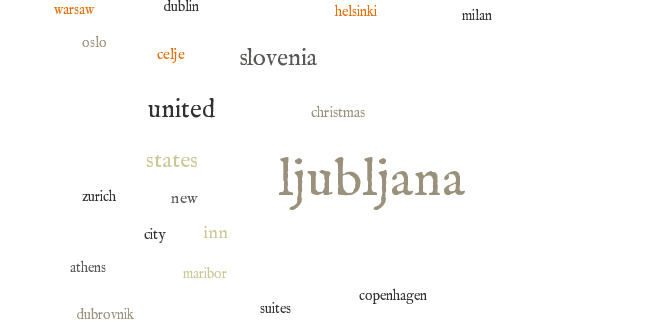 warsaw
dublin
helsinki
milan
oslo
celje
slovenia
united
christmas
states
ljubljana
zurich
new
city
inn
athens
maribor
copenhagen
suites
dubrovnik